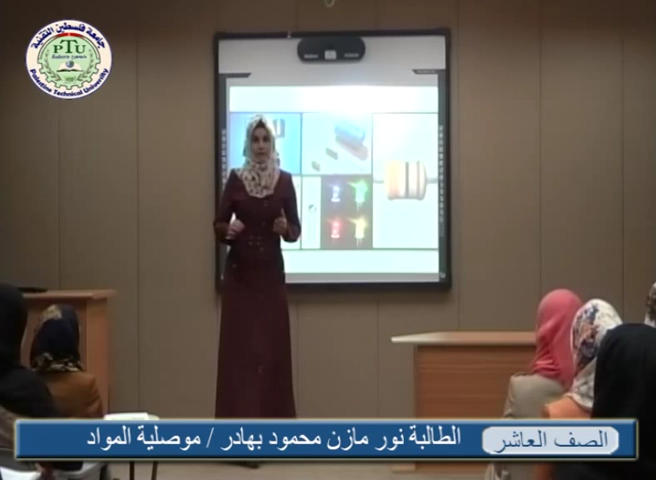 جامعة فلسطين التقنية
PTU
Palestine Technical University
الصف العاشر
الطالبة نور مازن محمود بهادر / موصلية المواد